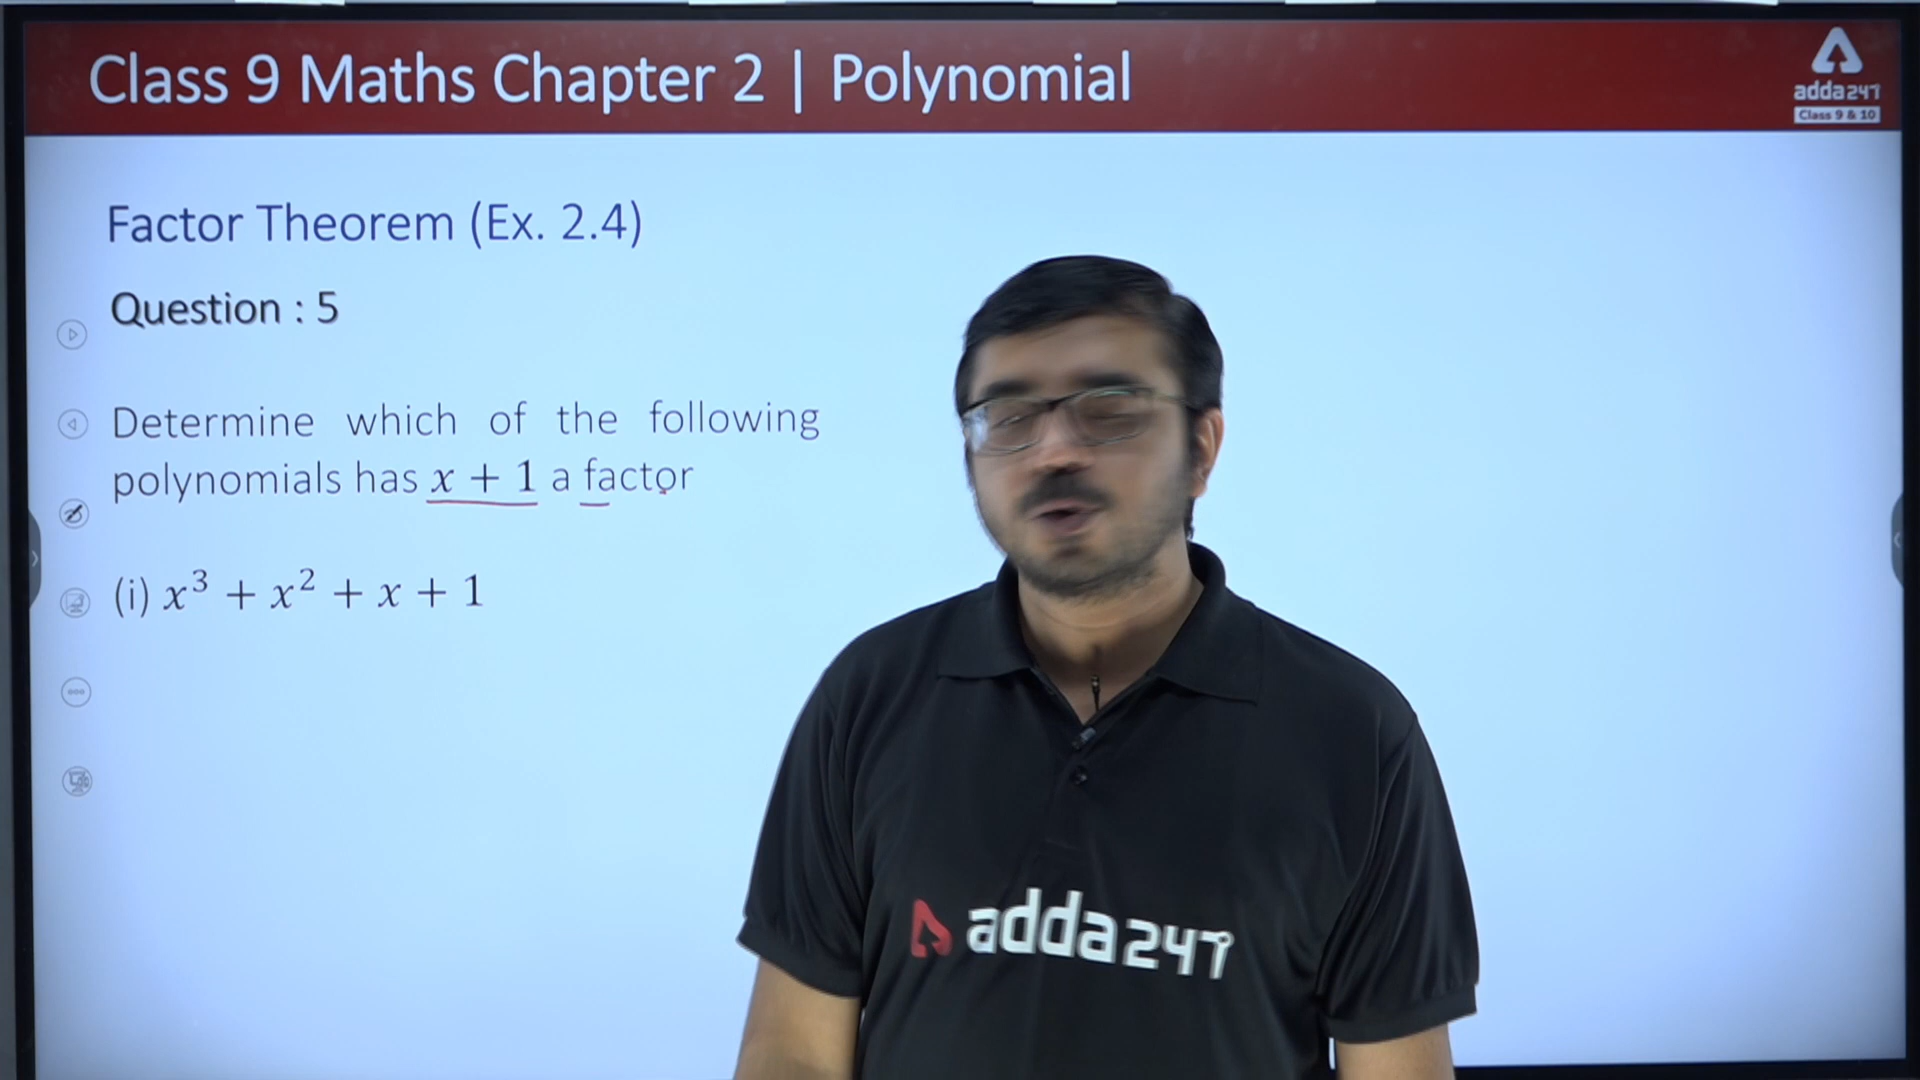 Class 9 Maths Chapter 2 | Polynomial
adda247
Class 9 & 10
Factor Theorem (Ex. 2.4)
Question : 5
Determine which of the following
polynomials has x + 1 a factor
(i) x³ + x² + x + 1
adda247